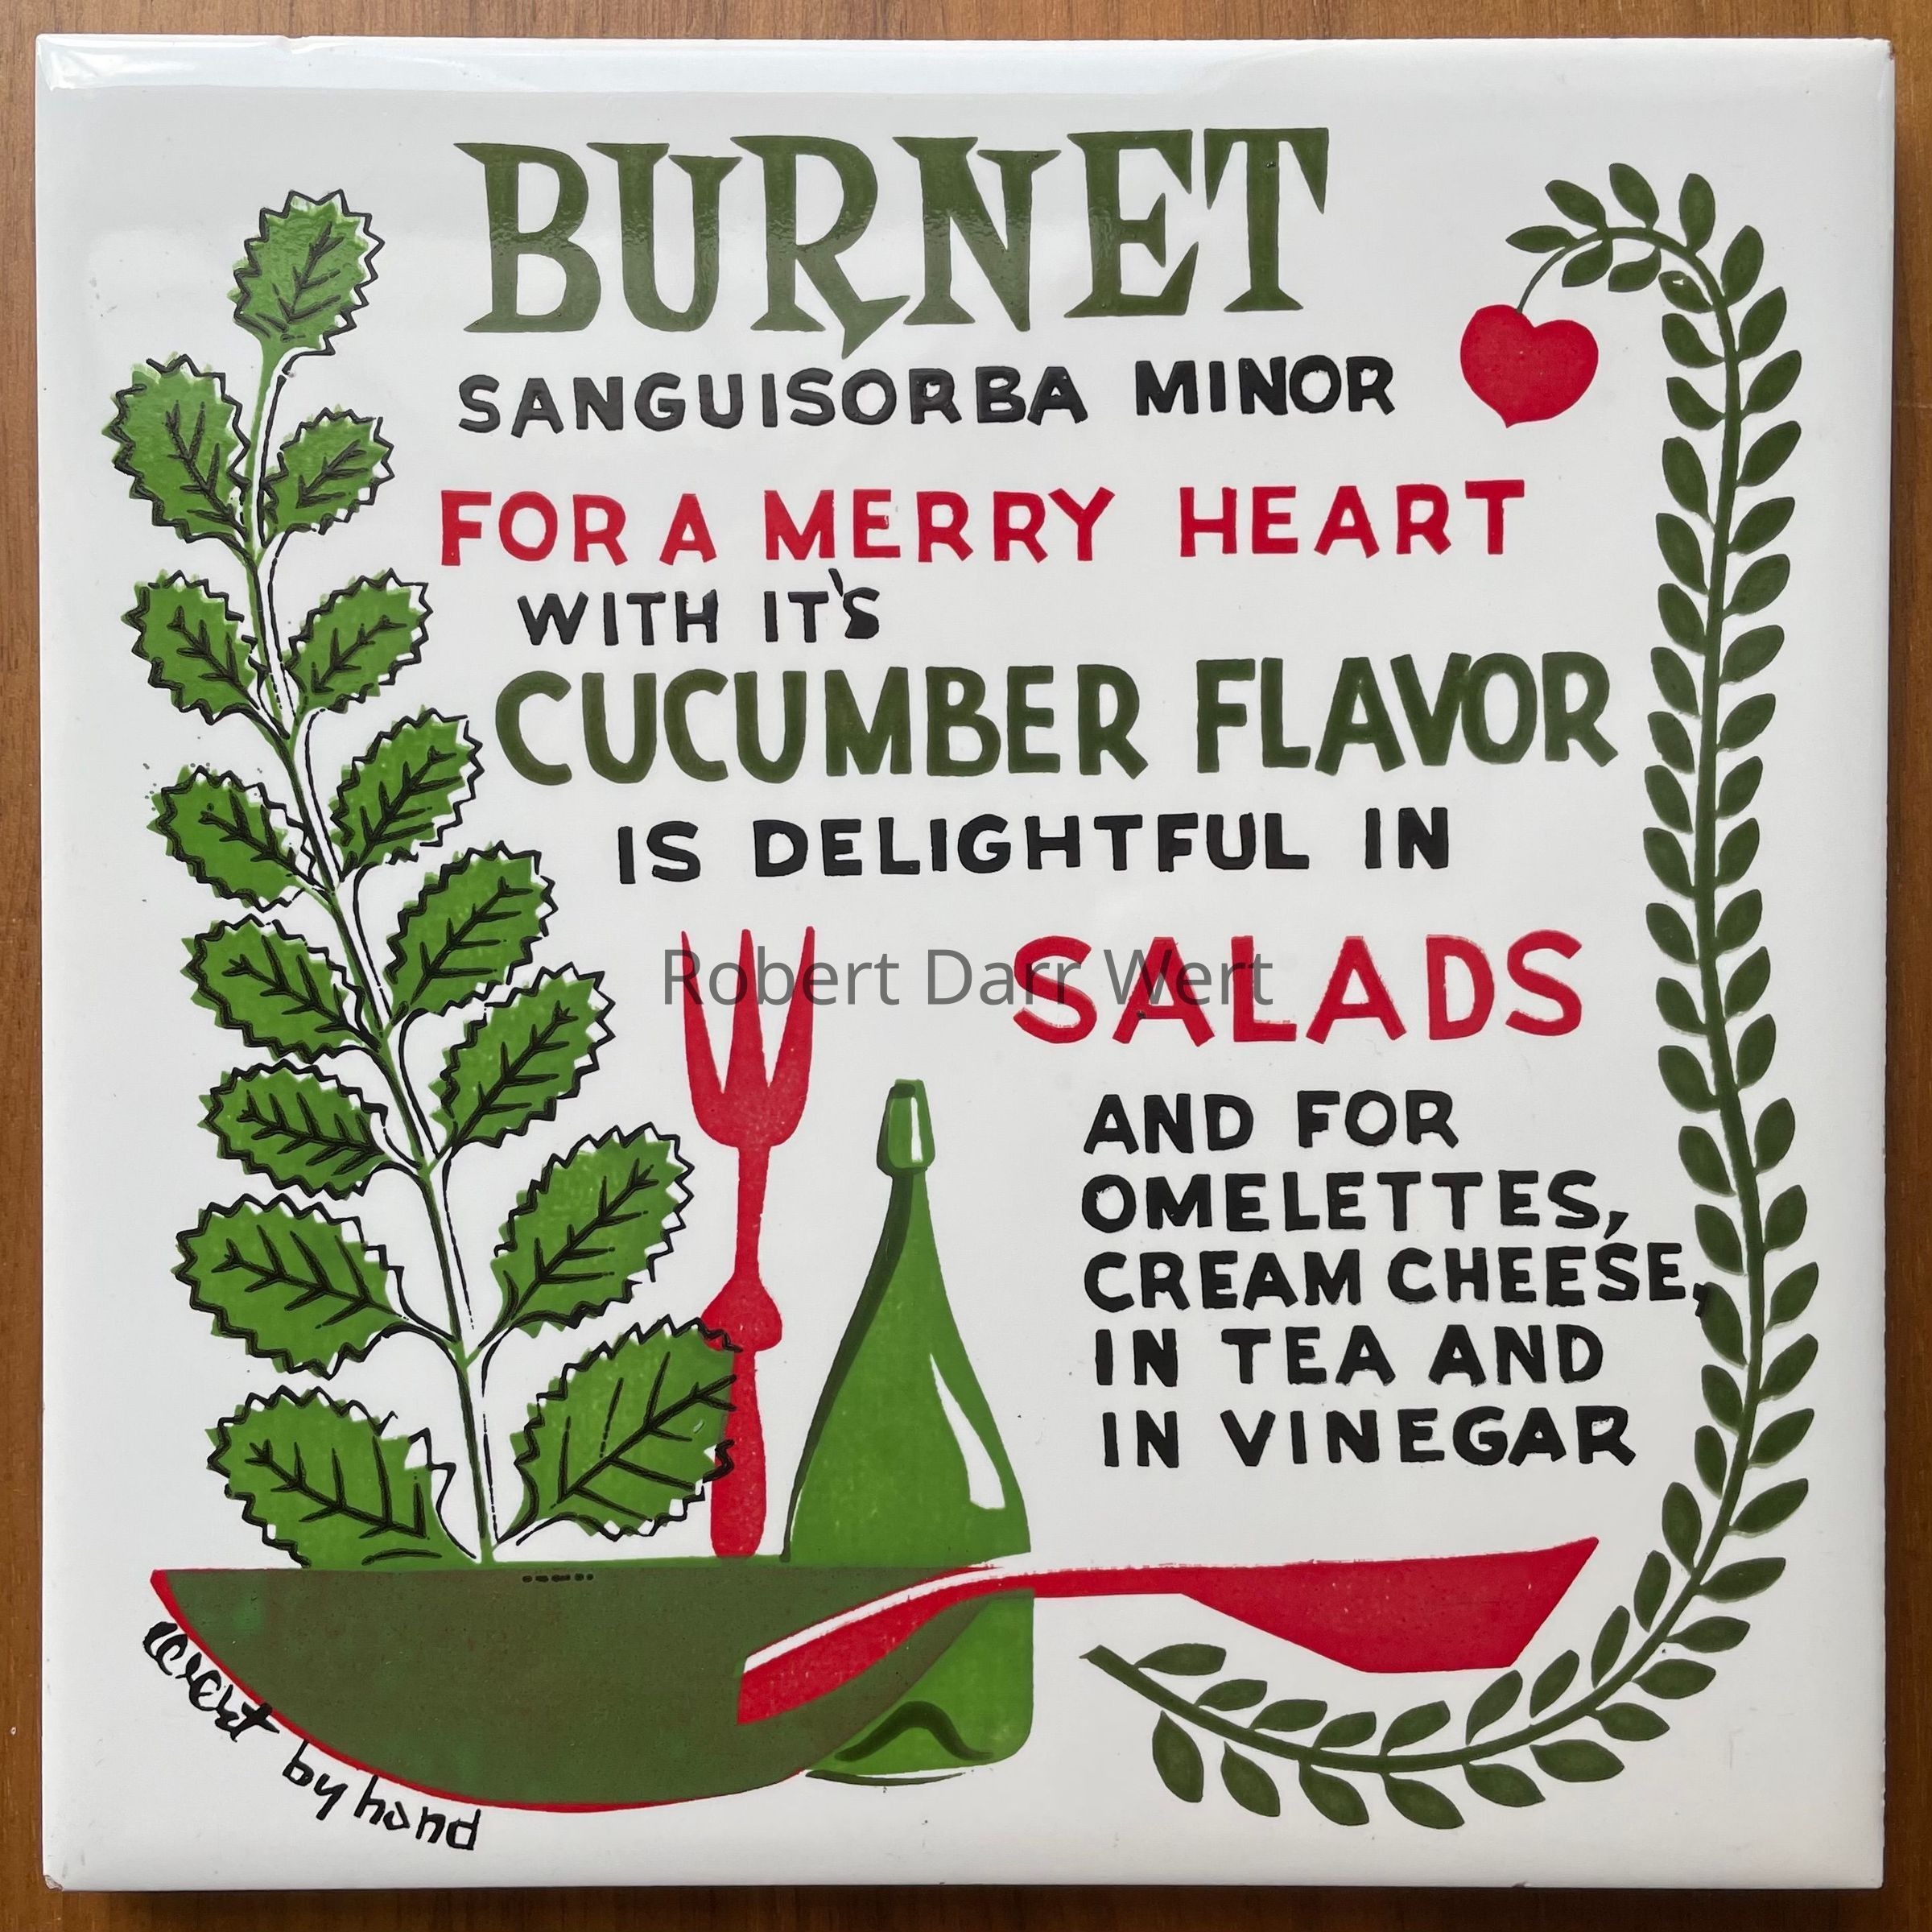 BURNET
SANGUISORBA MINOR
FOR A MERRY HEART
WITH IT'S
CUCUMBER FLAVOR
IS DELIGHTFUL IN
SALADS
Robert Darr Wert
AND FOR
OMELETTES,
CREAM CHEESE,
IN TEA AND
IN VINEGAR
Wert
by hand